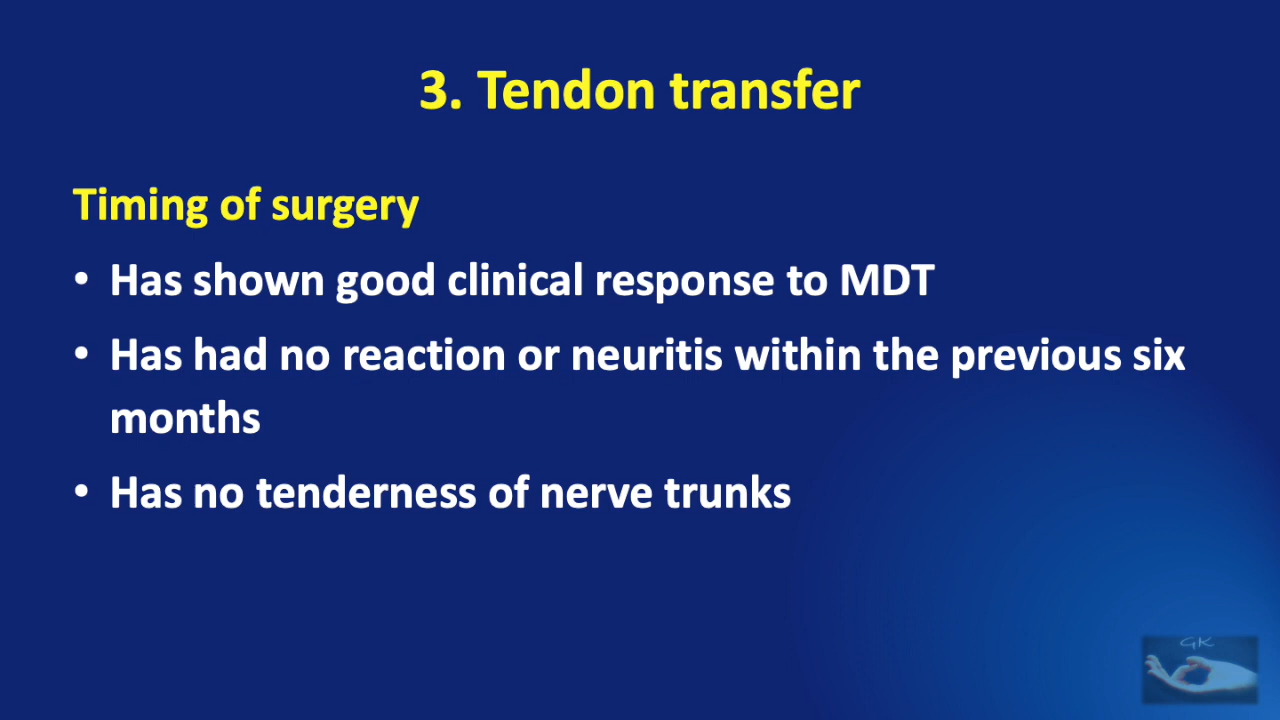 3. Tendon transfer
Timing of surgery
• Has shown good clinical response to MDT
• Has had no reaction or neuritis within the previous six
months
• Has no tenderness of nerve trunks
GK